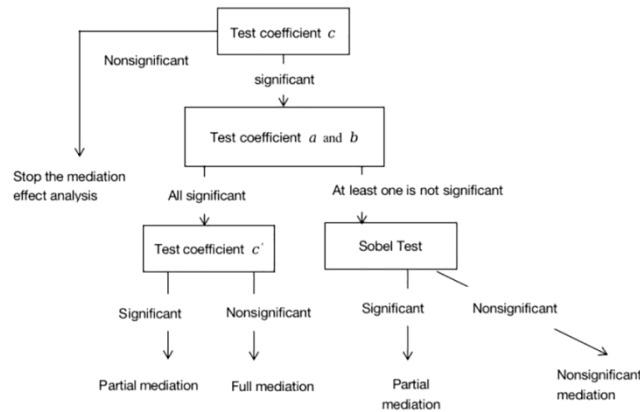 Test coefficient c
Nonsignificant
significant
Test coefficient a and b
Stop the mediation
effect analysis
All significant
At least one is not significant
Test coefficient c´
Sobel Test
Significant
Nonsignificant
Significant
Nonsignificant
Partial mediation
Full mediation
Partial
mediation
Nonsignificant
mediation